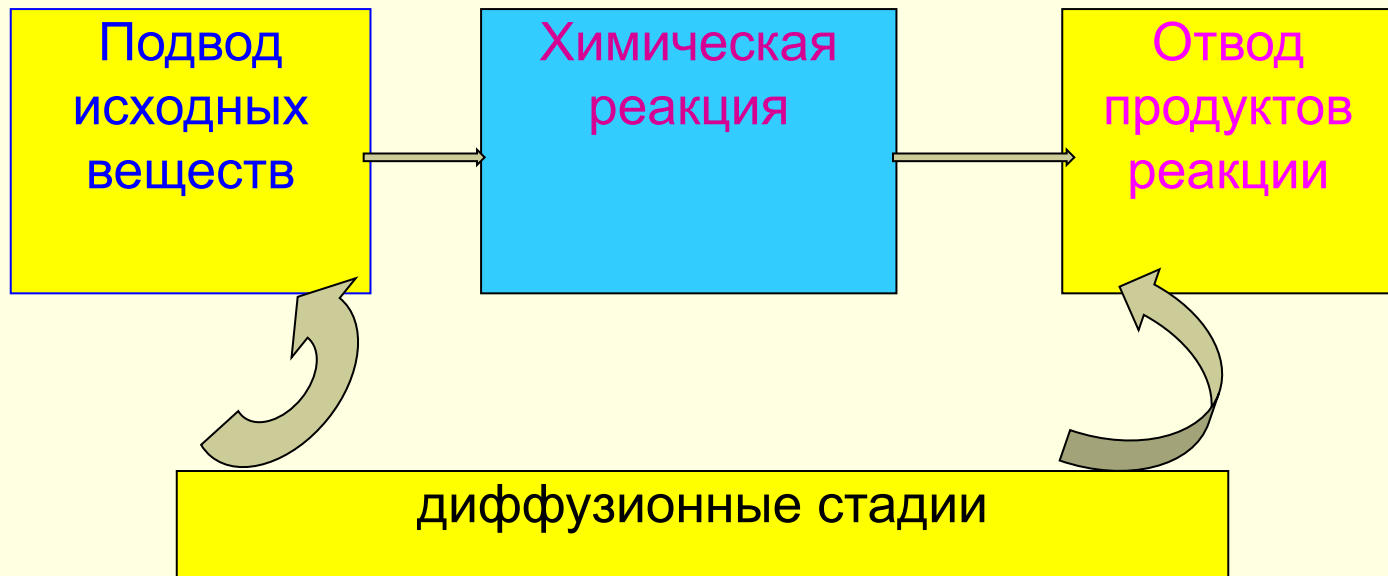 Подвод
исходных
веществ
Химическая
реакция
Отвод
продуктов
реакции
диффузионные стадии